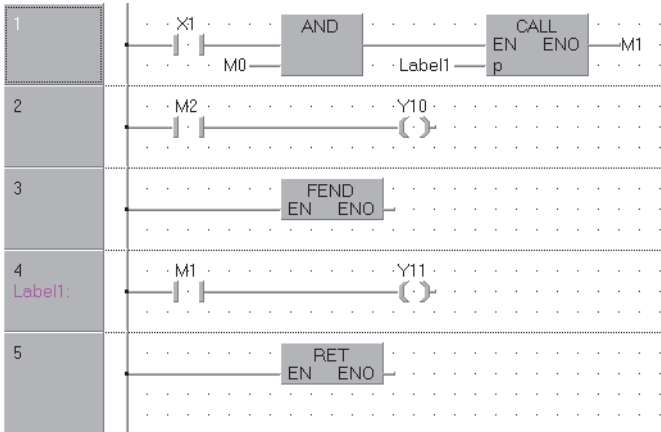 1
X1
AND
CALL
EN ENO
M1
M0
Label1
p
2
M2
Y10
3
FEND
EN ENO
4
Label1:
M1
Y11
5
RET
EN ENO